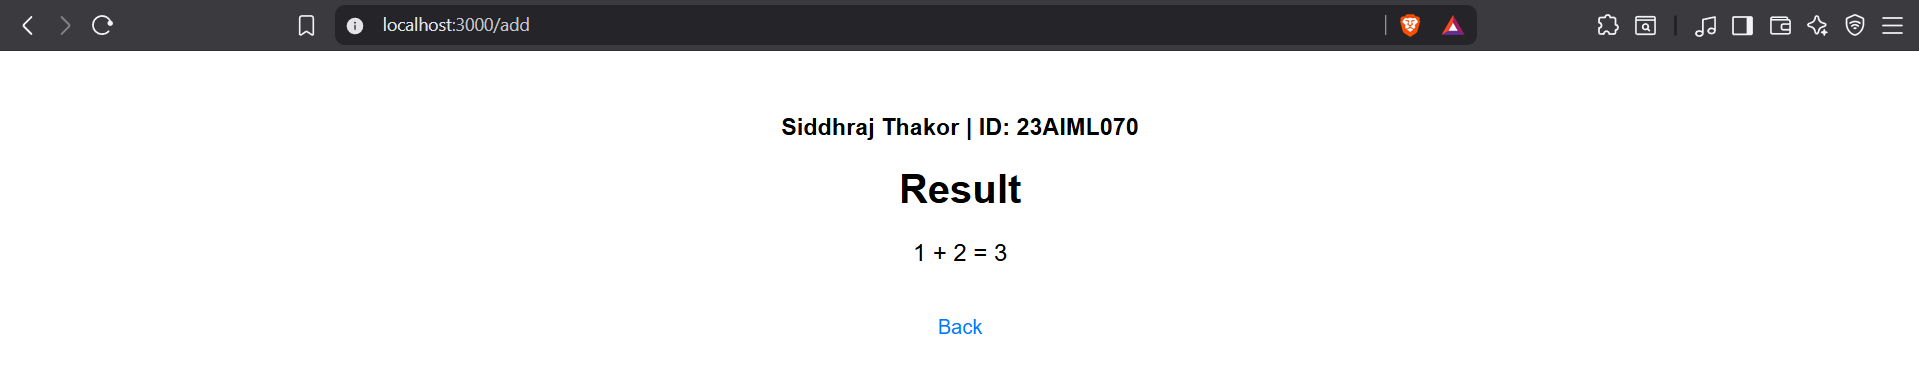 localhost:3000/add
Siddhraj Thakor | ID: 23AIML070
Result
1 + 2 = 3
Back